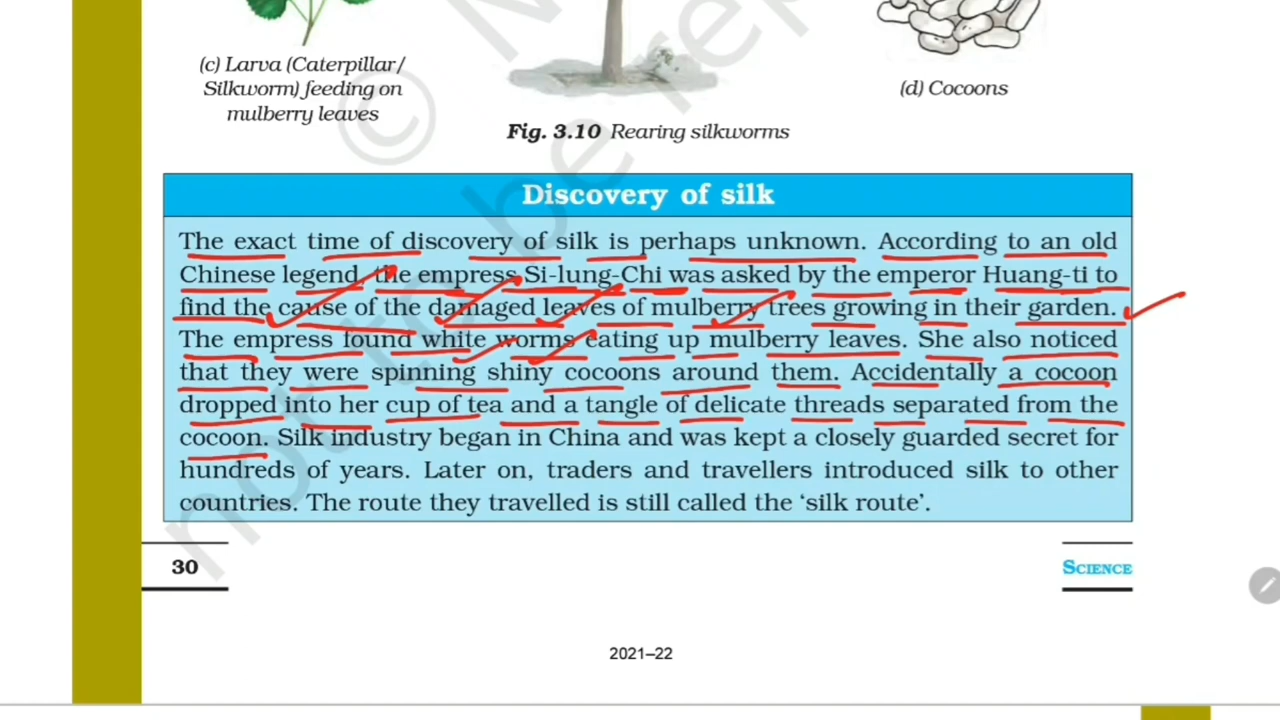 (c) Larva (Caterpillar/
Silkworm) feeding on
mulberry leaves
(d) Cocoons
Fig. 3.10 Rearing silkworms
Discovery of silk
The exact time of discovery of silk is perhaps unknown. According to an old
Chinese legend, the empress Si-lung-Chi was asked by the emperor Huang-ti to
find the cause of the damaged leaves of mulberry trees growing in their garden.
The empress found white worms eating up mulberry leaves. She also noticed
that they were spinning shiny cocoons around them. Accidentally a cocoon
dropped into her cup of tea and a tangle of delicate threads separated from the
cocoon. Silk industry began in China and was kept a closely guarded secret for
hundreds of years. Later on, traders and travellers introduced silk to other
countries. The route they travelled is still called the ‘silk route’.
30
SCIENCE
2021–22
© N
not to be rep